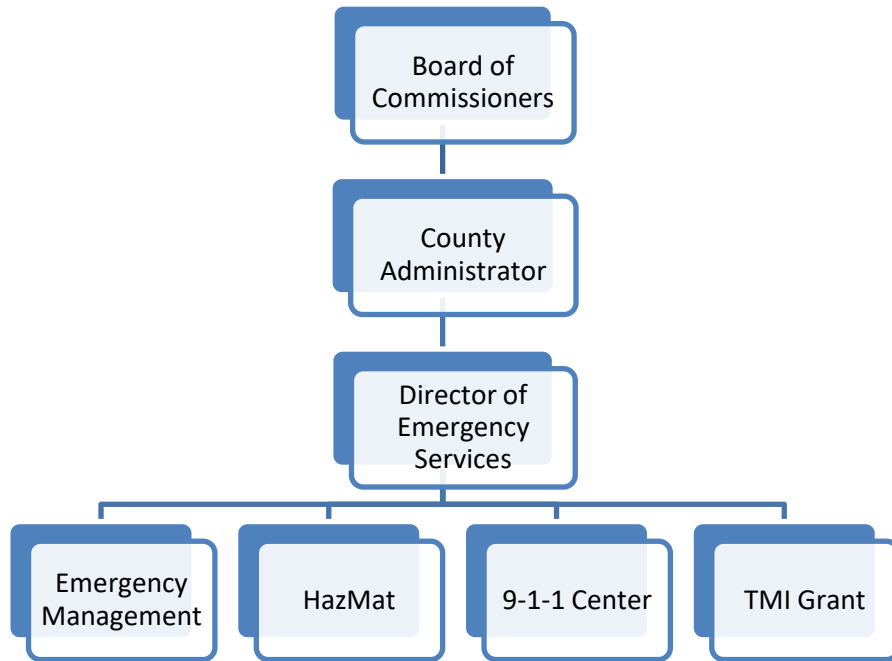 Board of
Commissioners
County
Administrator
Director of
Emergency
Services
Emergency
Management
HazMat
9-1-1 Center
TMI Grant